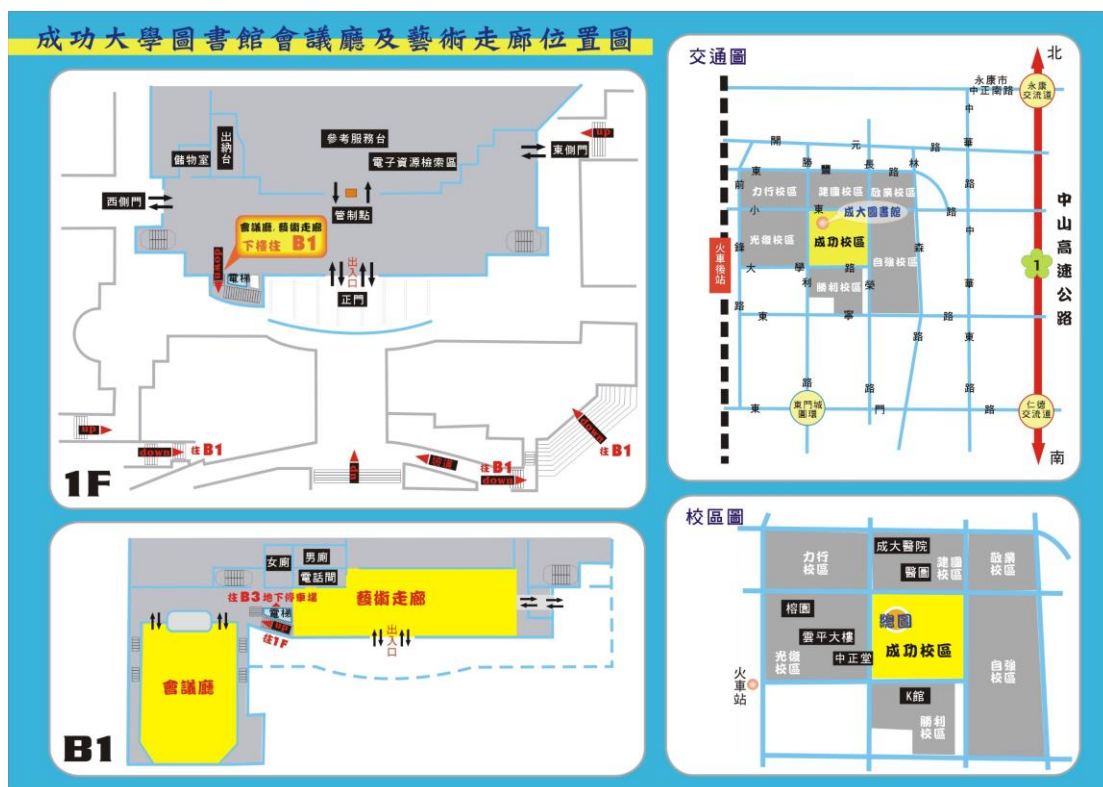 成功大學圖書館會議廳及藝術走廊位置圖
出納台
儲物室
參考服務台
電子資源檢索區
up
東側門
西側門
管制點
會議廳.藝術走廊
下樓往 B1
down
電梯
出入口
正門
up
down
往B1
up
坡道
往B1
down
down
往B1
1F
女廁
男廁
電話間
往B3地下停車場
電梯
up
往1F
藝術走廊
出入口
會議廳
B1
交通圖
北
永康市
中正南路
永康
交流道
開元路
東豐路
小東路
大學路
東寧路
東門路
前鋒路
勝利路
長榮路
林森路
中華路
中華東路
力行校區
建國校區
敬業校區
成大圖書館
光復校區
成功校區
自強校區
勝利校區
火車後站
中山高速公路
1
東門城
圓環
仁德
交流道
南
校區圖
力行
校區
成大醫院
醫圖
建國
校區
敬業
校區
榕園
雲平大樓
光復
校區
中正堂
總圖
成功校區
自強
校區
火車站
K館
勝利
校區